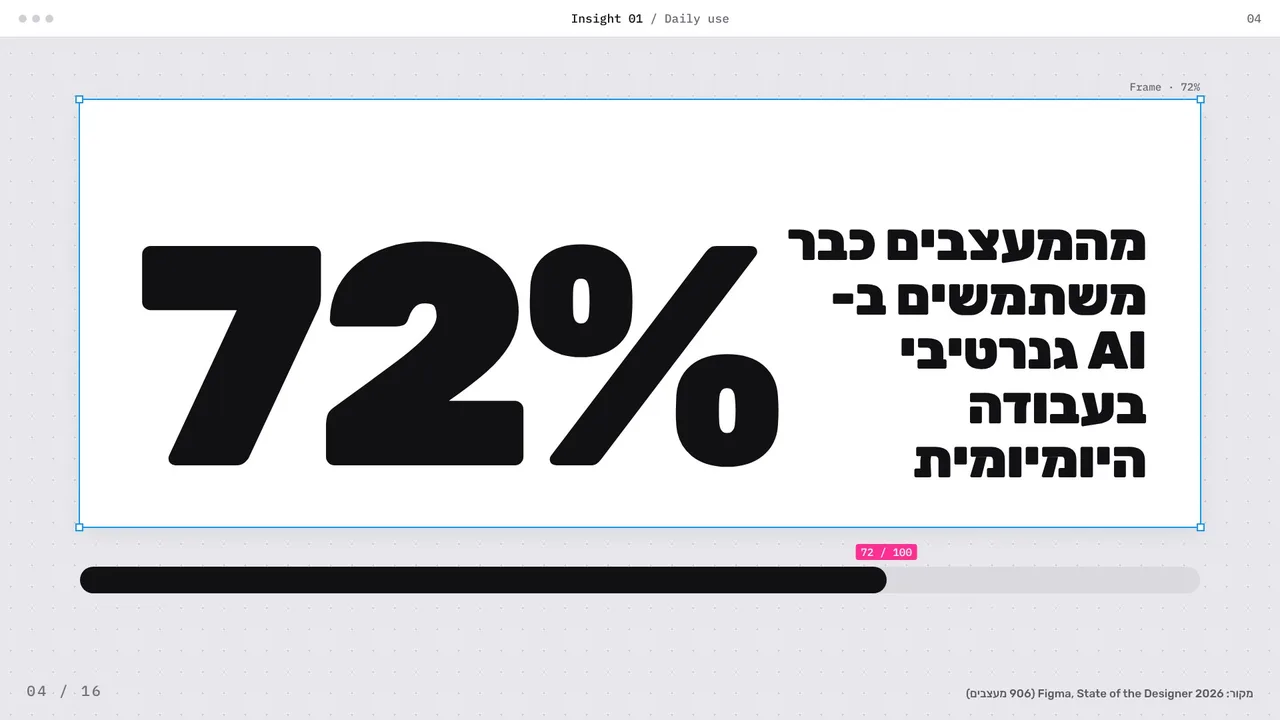 Insight 01 / Daily use
04
Frame · 72%
72%
מהמעצבים כבר
משתמשים ב-
AI גנרטיבי
בעבודה
היומיומית
72 / 100
04 / 16
מקור: Figma, State of the Designer 2026 (906 מעצבים)